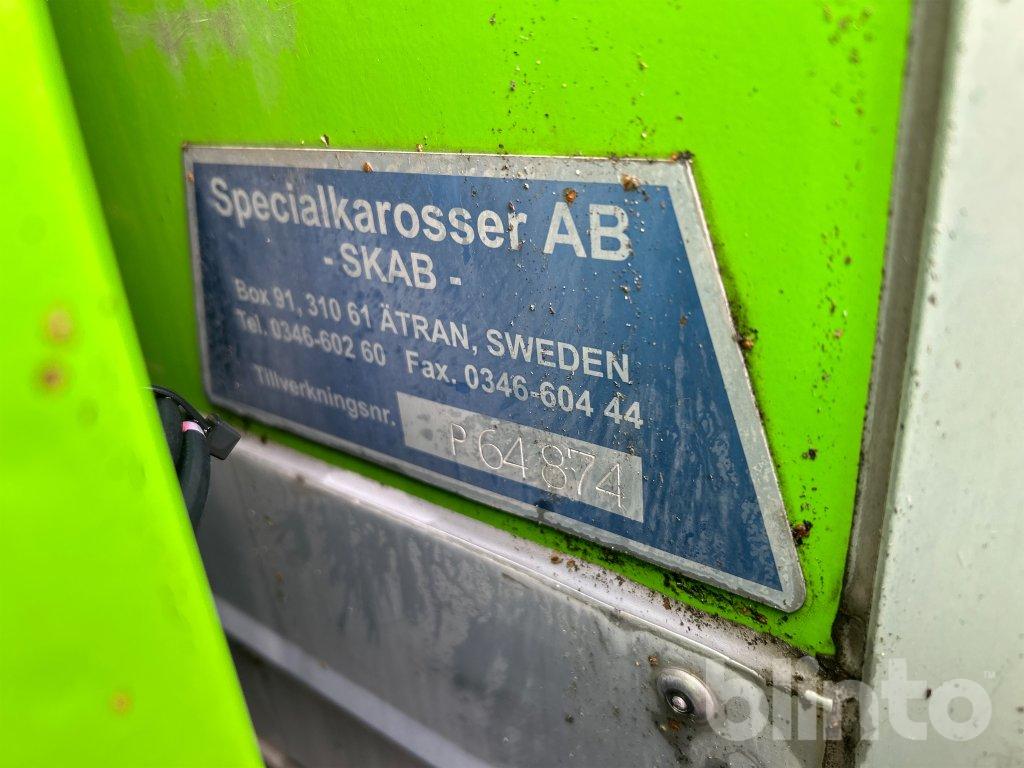 Specialkarosser AB
- SKAB -
Box 91, 310 61 ÄTRAN, SWEDEN
Tel. 0346-602 60 Fax. 0346-604 44
Tillverkningsnr. P 64 874
blinto™